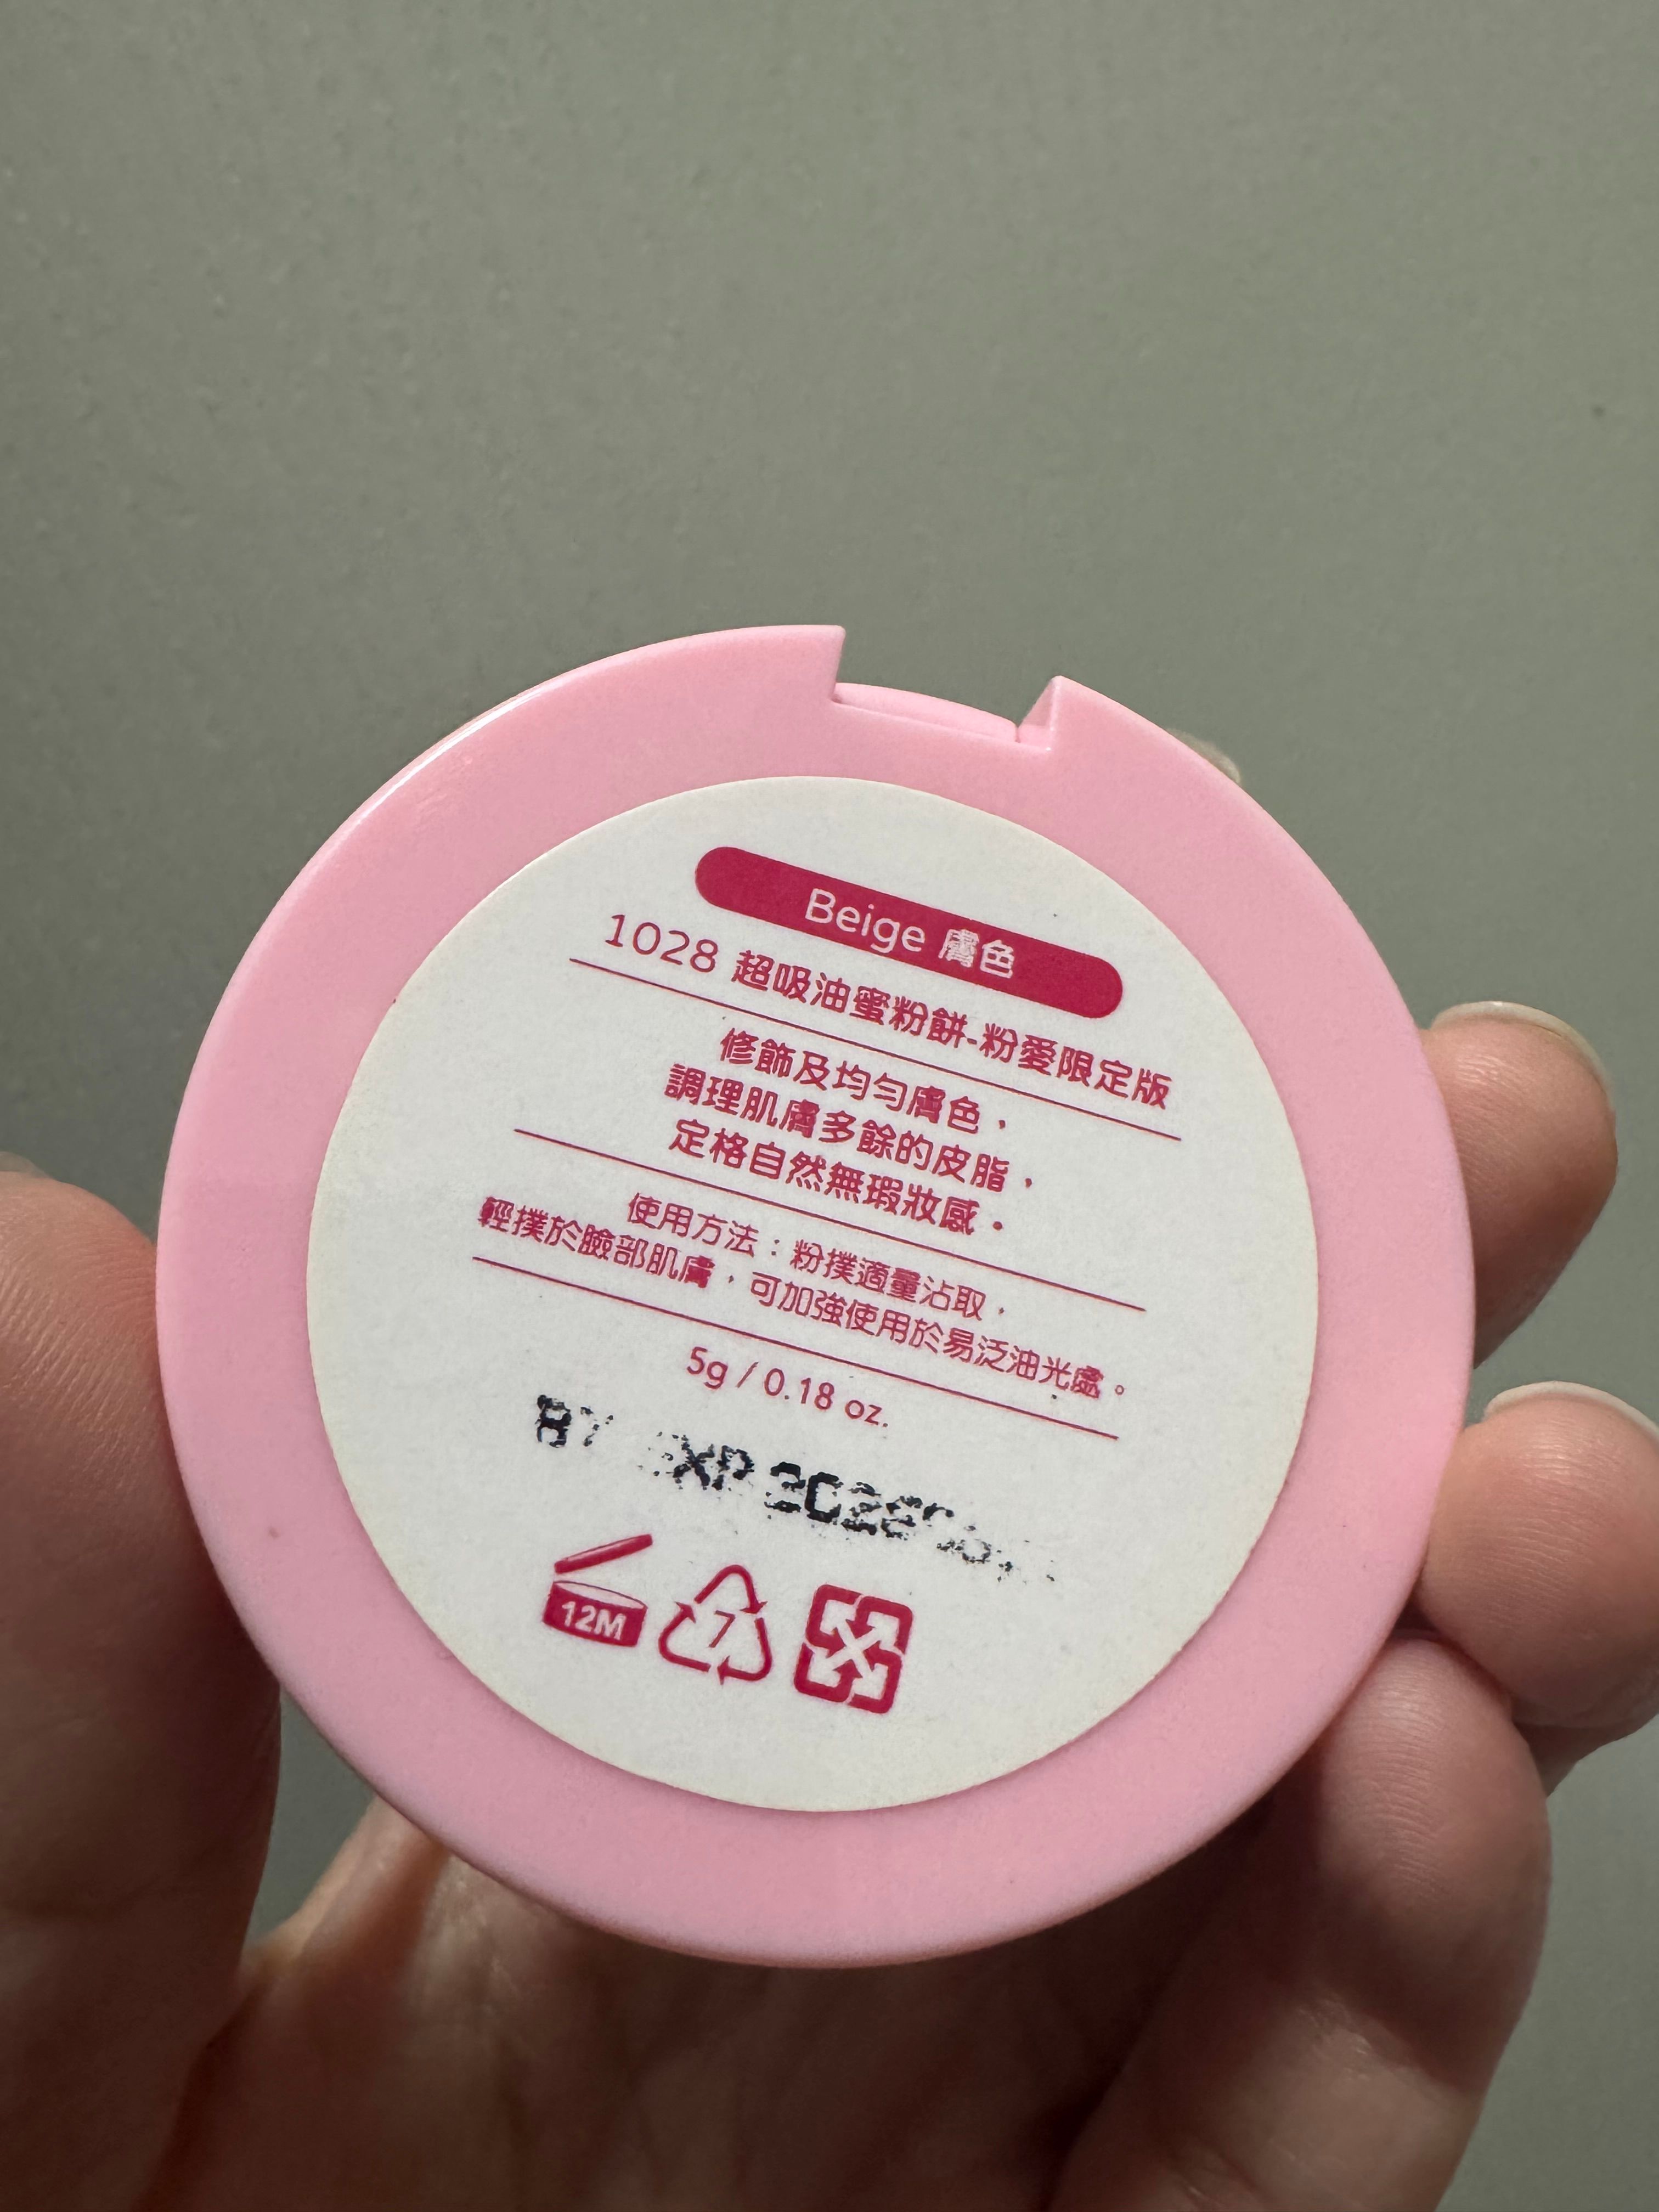 Beige 膚色
1028 超吸油蜜粉餅-粉愛限定版
修飾及均勻膚色，
調理肌膚多餘的皮脂，
定格自然無瑕妝感。
使用方法：粉撲適量沾取，
輕撲於臉部肌膚，可加強使用於易泛油光處。
5g / 0.18 oz.
EXP
12M
7